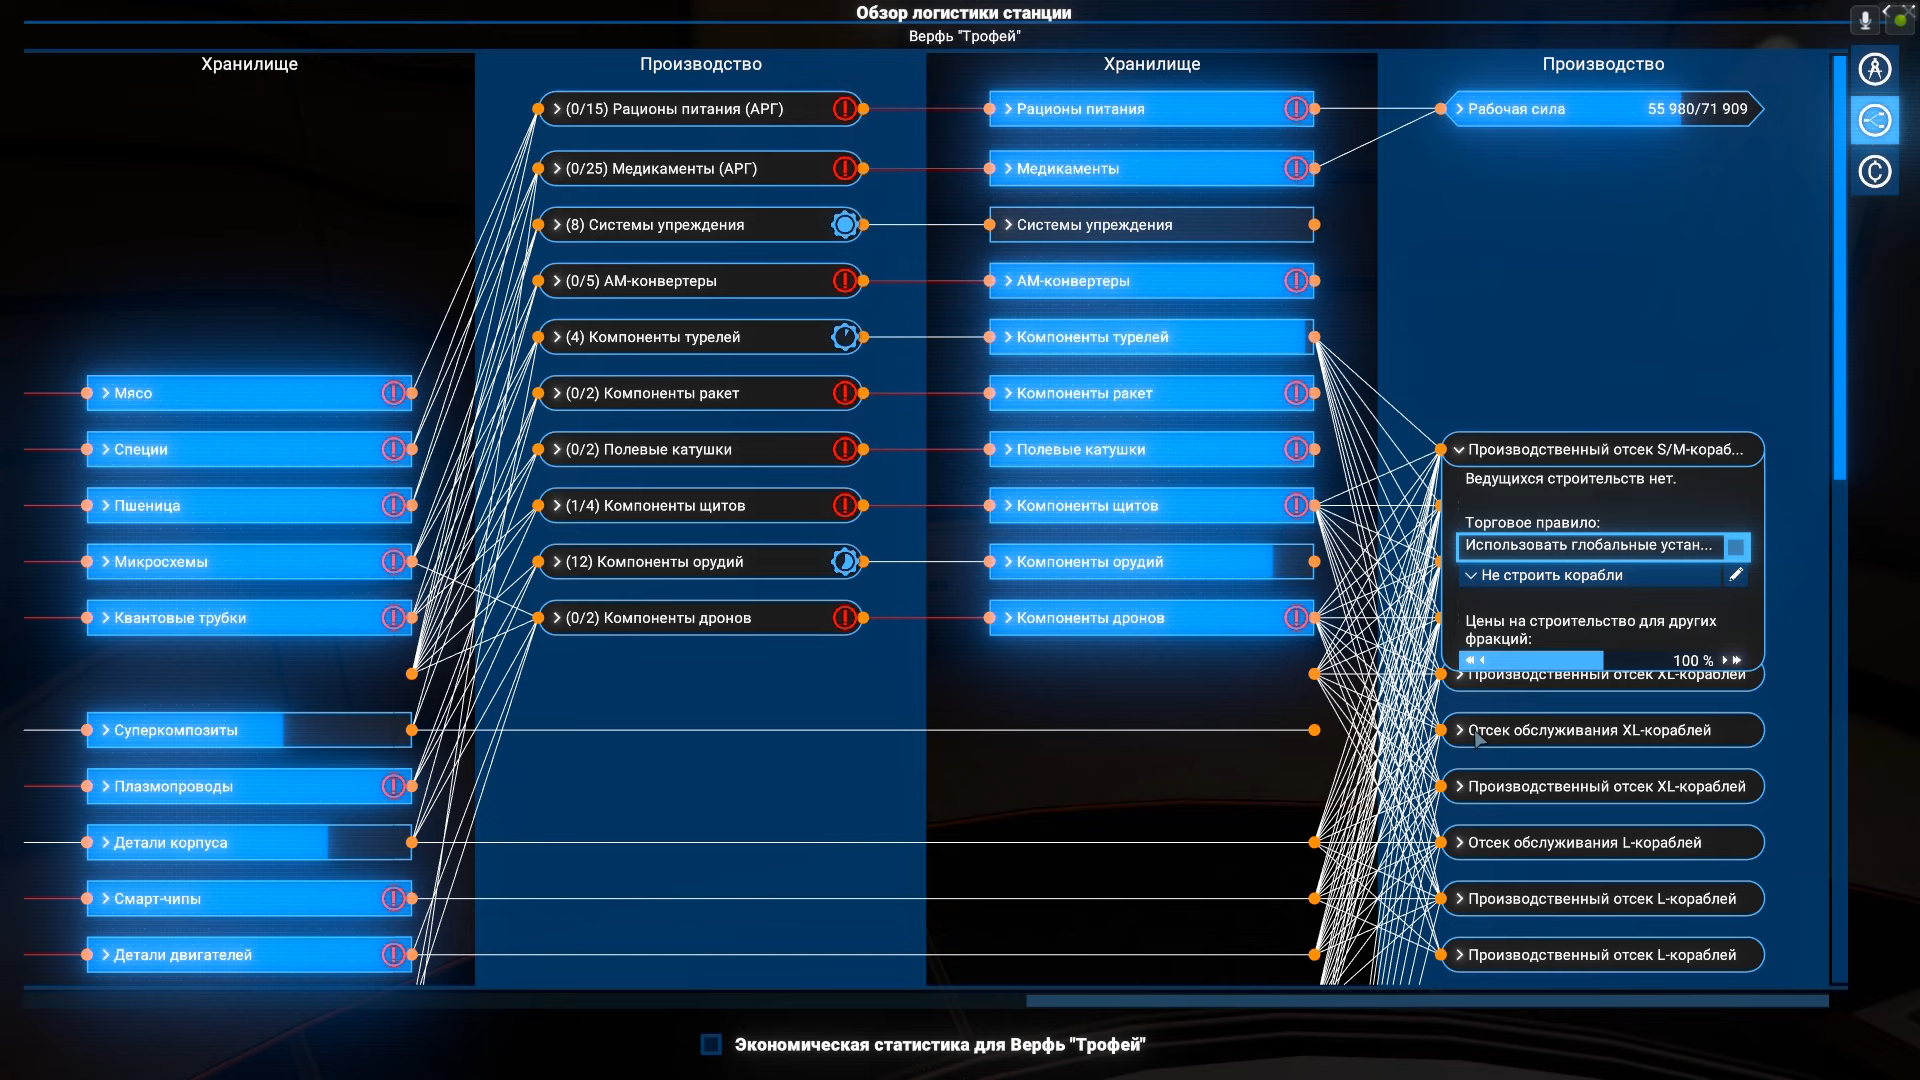 Обзор логистики станции
Верфь "Трофей"
Хранилище
Производство
Хранилище
Производство
(0/15) Рационы питания (АРГ)
Рационы питания
Рабочая сила 55 980/71 909
(0/25) Медикаменты (АРГ)
Медикаменты
(8) Системы упреждения
Системы упреждения
(0/5) АМ-конвертеры
АМ-конвертеры
(4) Компоненты турелей
Компоненты турелей
Мясо
(0/2) Компоненты ракет
Компоненты ракет
Специи
(0/2) Полевые катушки
Полевые катушки
Производственный отсек S/M-кораб...
Ведущихся строительств нет.
Пшеница
(1/4) Компоненты щитов
Компоненты щитов
Торговое правило:
Использовать глобальные устан...
Микросхемы
(12) Компоненты орудий
Компоненты орудий
Не строить корабли
Квантовые трубки
(0/2) Компоненты дронов
Компоненты дронов
Цены на строительство для других
фракций:
100 %
Производственный отсек XL-кораблей
Суперкомпозиты
Отсек обслуживания XL-кораблей
Плазмопроводы
Производственный отсек XL-кораблей
Детали корпуса
Отсек обслуживания L-кораблей
Смарт-чипы
Производственный отсек L-кораблей
Детали двигателей
Производственный отсек L-кораблей
Экономическая статистика для Верфь "Трофей"